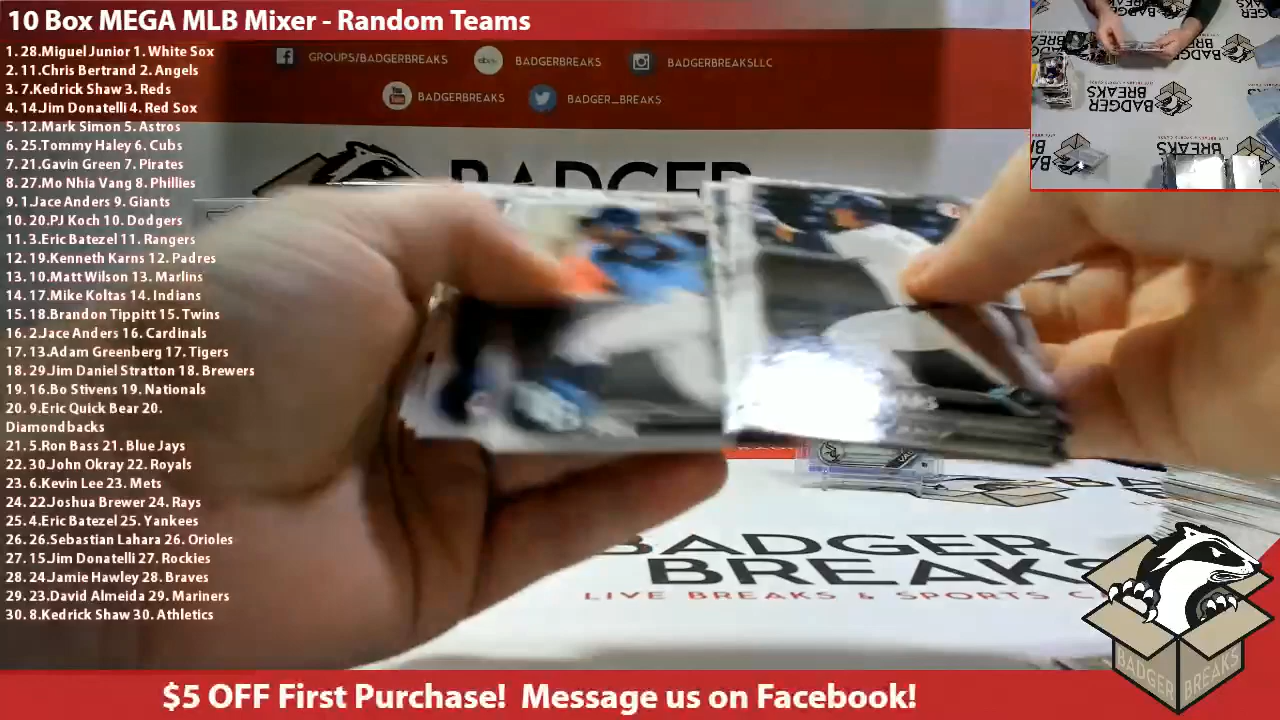 10 Box MEGA MLB Mixer - Random Teams
1. 28.Miguel Junior 1. White Sox
2. 11.Chris Bertrand 2. Angels
3. 7.Kedrick Shaw 3. Reds
4. 14.Jim Donatelli 4. Red Sox
5. 12.Mark Simon 5. Astros
6. 25.Tommy Haley 6. Cubs
7. 21.Gavin Green 7. Pirates
8. 27.Mo Nhia Vang 8. Phillies
9. 1.Jace Anders 9. Giants
10. 20.PJ Koch 10. Dodgers
11. 3.Eric Batezel 11. Rangers
12. 19.Kenneth Karns 12. Padres
13. 10.Matt Wilson 13. Marlins
14. 17.Mike Koltas 14. Indians
15. 18.Brandon Tippitt 15. Twins
16. 2.Jace Anders 16. Cardinals
17. 13.Adam Greenberg 17. Tigers
18. 29.Jim Daniel Stratton 18. Brewers
19. 16.Bo Stivens 19. Nationals
20. 9.Eric Quick Bear 20.
Diamondbacks
21. 5.Ron Bass 21. Blue Jays
22. 30.John Okray 22. Royals
23. 6.Kevin Lee 23. Mets
24. 22.Joshua Brewer 24. Rays
25. 4.Eric Batezel 25. Yankees
26. 26.Sebastian Lahara 26. Orioles
27. 15.Jim Donatelli 27. Rockies
28. 24.Jamie Hawley 28. Braves
29. 23.David Almeida 29. Mariners
30. 8.Kedrick Shaw 30. Athletics
GROUPS/BADGERBREAKS
ebay
BADGERBREAKS
BADGERBREAKSLLC
You Tube
BADGERBREAKS
BADGER_BREAKS
BADGER
BADGER
BREAKS
BADGER
BREAKS
LIVE BREAKS & SPORTS C
BADGER BREAKS
$5 OFF First Purchase! Message us on Facebook!